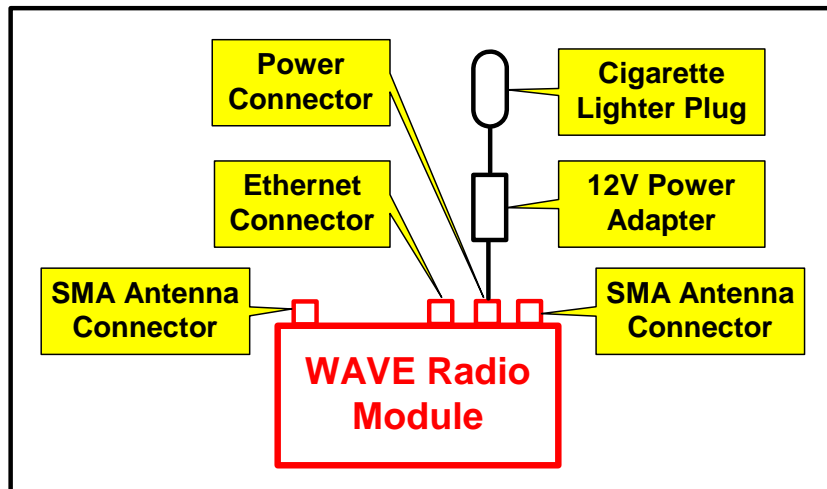 Power
Connector
Cigarette
Lighter Plug
Ethernet
Connector
12V Power
Adapter
SMA Antenna
Connector
SMA Antenna
Connector
WAVE Radio
Module